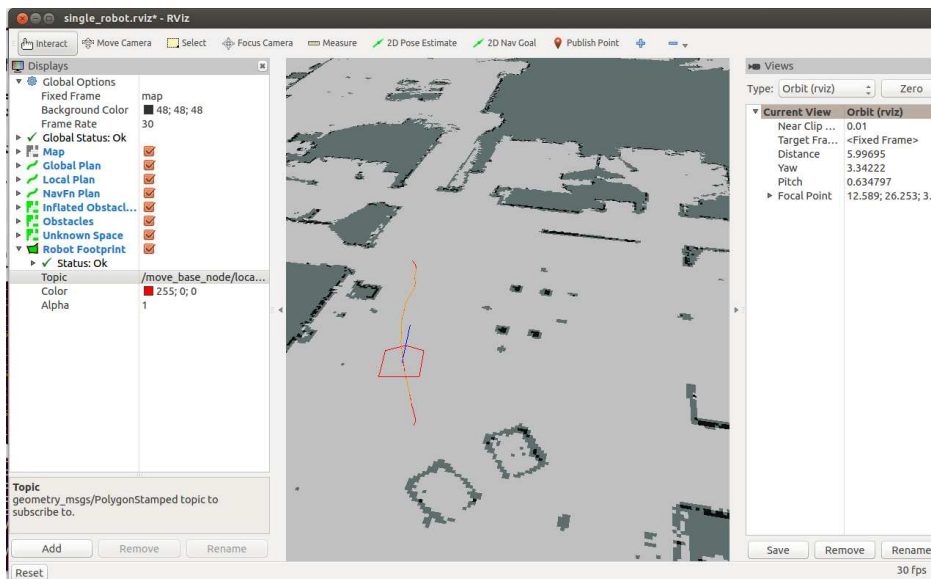 single_robot.rviz* - RViz
Interact Move Camera Select Focus Camera Measure 2D Pose Estimate 2D Nav Goal Publish Point
Displays
Global Options
Fixed Frame map
Background Color 48; 48; 48
Frame Rate 30
Global Status: Ok
Map
Global Plan
Local Plan
NavFn Plan
Inflated Obstacl...
Obstacles
Unknown Space
Robot Footprint
Status: Ok
Topic /move_base_node/loca...
Color 255; 0; 0
Alpha 1
Topic
geometry_msgs/PolygonStamped topic to
subscribe to.
Add Remove Rename
Reset
Views
Type: Orbit (rviz) Zero
Current View Orbit (rviz)
Near Clip ... 0.01
Target Fra... <Fixed Frame>
Distance 5.99695
Yaw 3.34222
Pitch 0.634797
Focal Point 12.589; 26.253; 3.
Save Remove Rename
30 fps